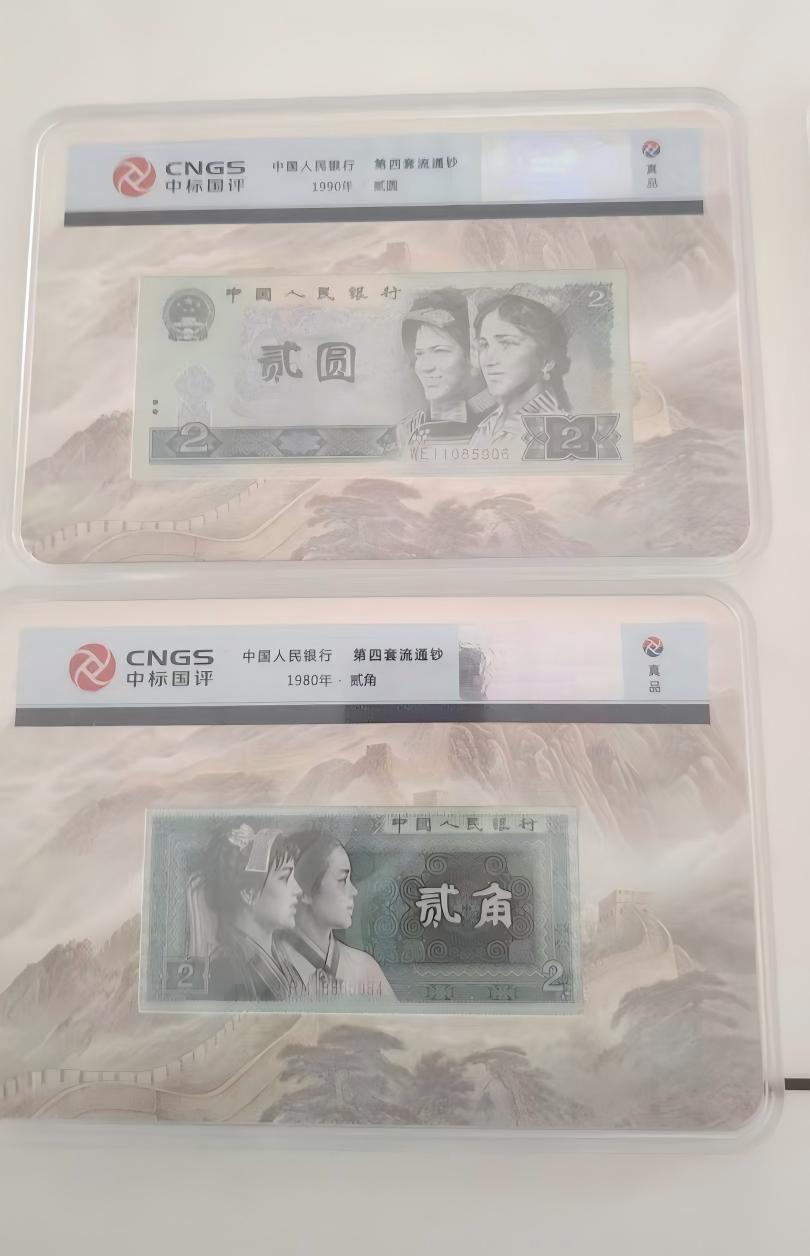 CNGS
中标国评
中国人民银行 第四套流通钞
1990年 贰圆
真品
中国人民银行
2
贰圆
2
2
CNGS
中标国评
中国人民银行 第四套流通钞
1980年·贰角
真品
中国人民银行
贰角
2
2